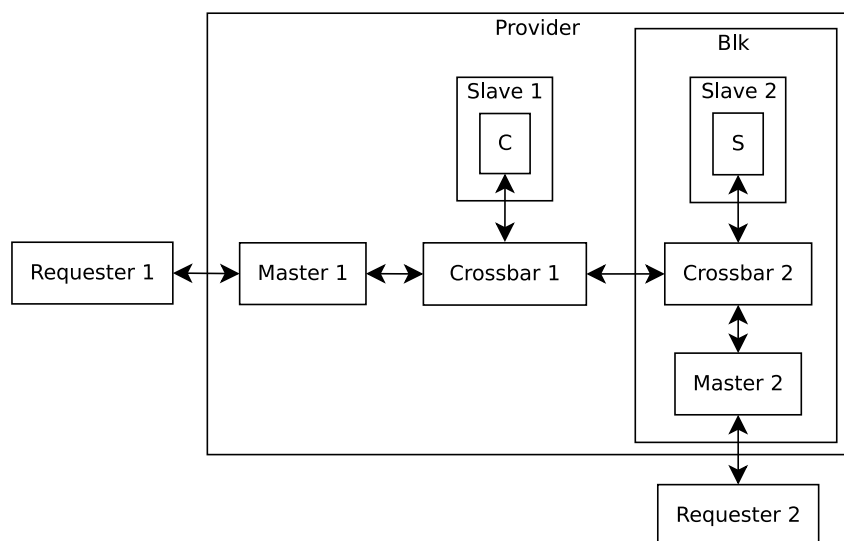 Provider
Blk
Slave 1
Slave 2
C
S
Requester 1
Master 1
Crossbar 1
Crossbar 2
Master 2
Requester 2